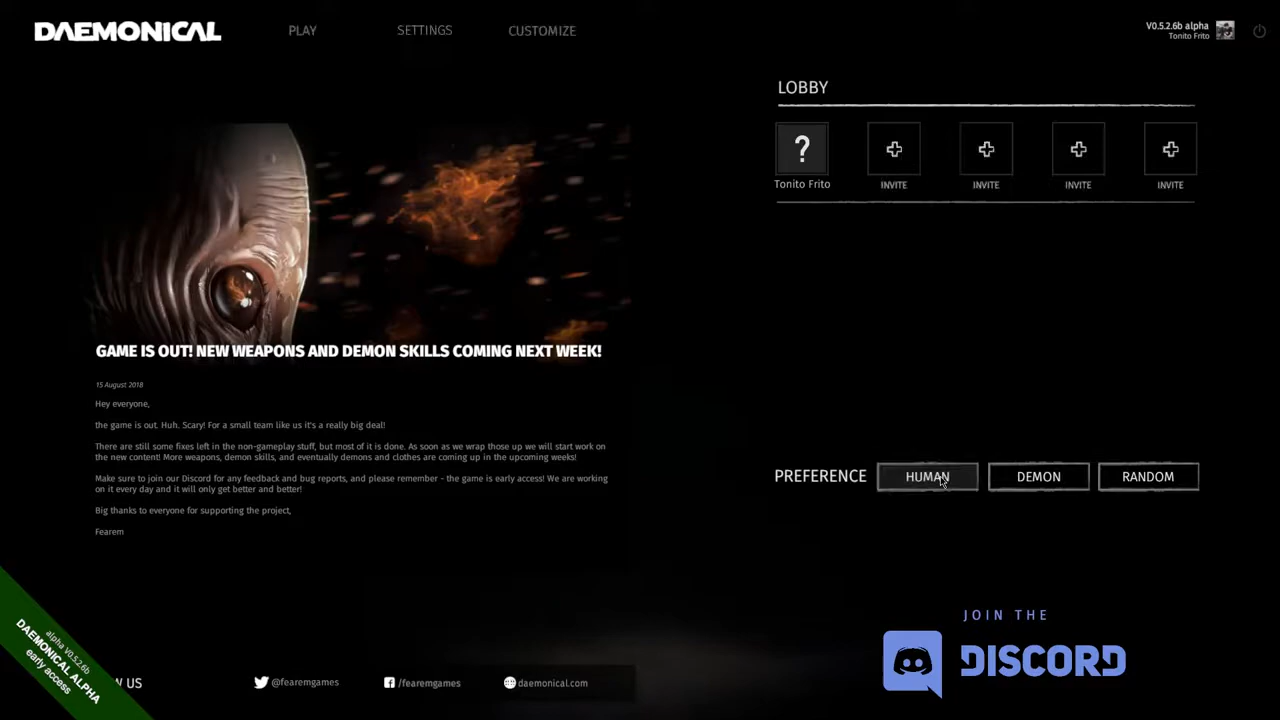 DAEMONICAL
PLAY
SETTINGS
CUSTOMIZE
V0.5.2.6b alpha
Tonito Frito
LOBBY
?
Tonito Frito
INVITE
INVITE
INVITE
INVITE
GAME IS OUT! NEW WEAPONS AND DEMON SKILLS COMING NEXT WEEK!
15 August 2018
Hey everyone,
the game is out. Huh. Scary! For a small team like us it's a really big deal!
There are still some fixes left in the non-gameplay stuff, but most of it is done. As soon as we wrap those up we will start work on
the new content! More weapons, demon skills, and eventually demons and clothes are coming up in the upcoming weeks!
Make sure to join our Discord for any feedback and bug reports, and please remember - the game is early access! We are working
on it every day and it will only get better and better!
Big thanks to everyone for supporting the project,
Fearem
PREFERENCE
HUMAN
DEMON
RANDOM
JOIN THE
DISCORD
alpha V0.5.2.6b
DAEMONICAL ALPHA
early access
US
@fearemgames
/fearemgames
daemonical.com